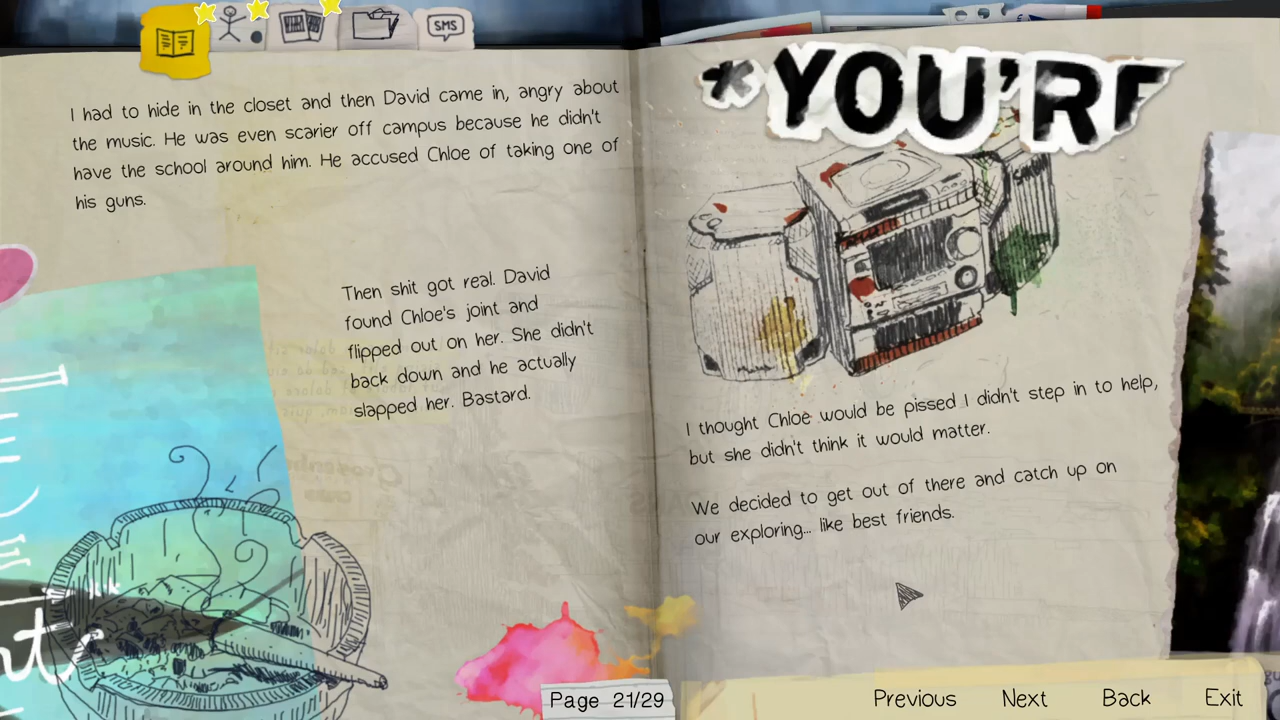 SMS
I had to hide in the closet and then David came in, angry about
the music. He was even scarier off campus because he didn't
have the school around him. He accused Chloe of taking one of
his guns.
Then shit got real. David
found Chloe's joint and
flipped out on her. She didn't
back down and he actually
slapped her. Bastard.
*YOU'RE
I thought Chloe would be pissed I didn't step in to help,
but she didn't think it would matter.
We decided to get out of there and catch up on
our exploring... like best friends.
Page 21/29
Previous
Next
Back
Exit